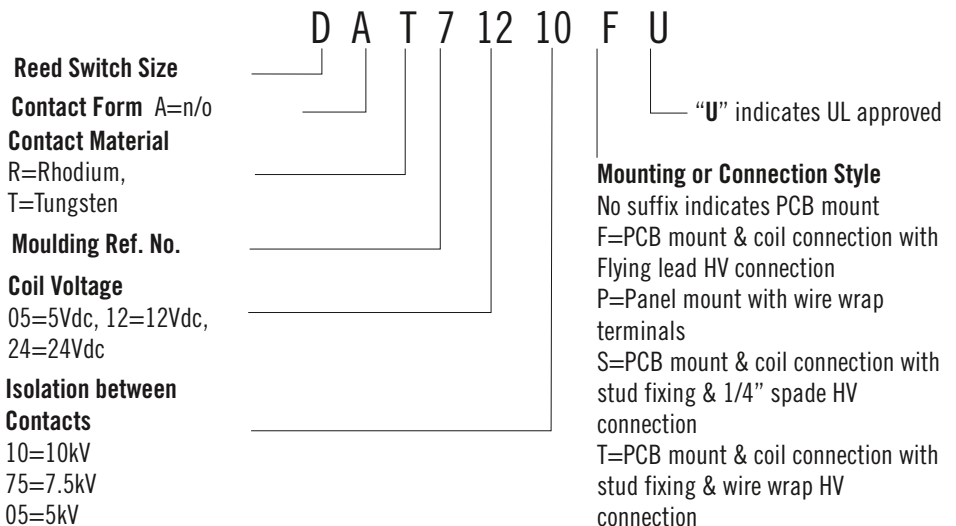 D A T 7 12 10 F U
Reed Switch Size
Contact Form A=n/o
Contact Material
R=Rhodium,
T=Tungsten
Moulding Ref. No.
Coil Voltage
05=5Vdc, 12=12Vdc,
24=24Vdc
Isolation between
Contacts
10=10kV
75=7.5kV
05=5kV
“U” indicates UL approved
Mounting or Connection Style
No suffix indicates PCB mount
F=PCB mount & coil connection with
Flying lead HV connection
P=Panel mount with wire wrap
terminals
S=PCB mount & coil connection with
stud fixing & 1/4” spade HV
connection
T=PCB mount & coil connection with
stud fixing & wire wrap HV
connection